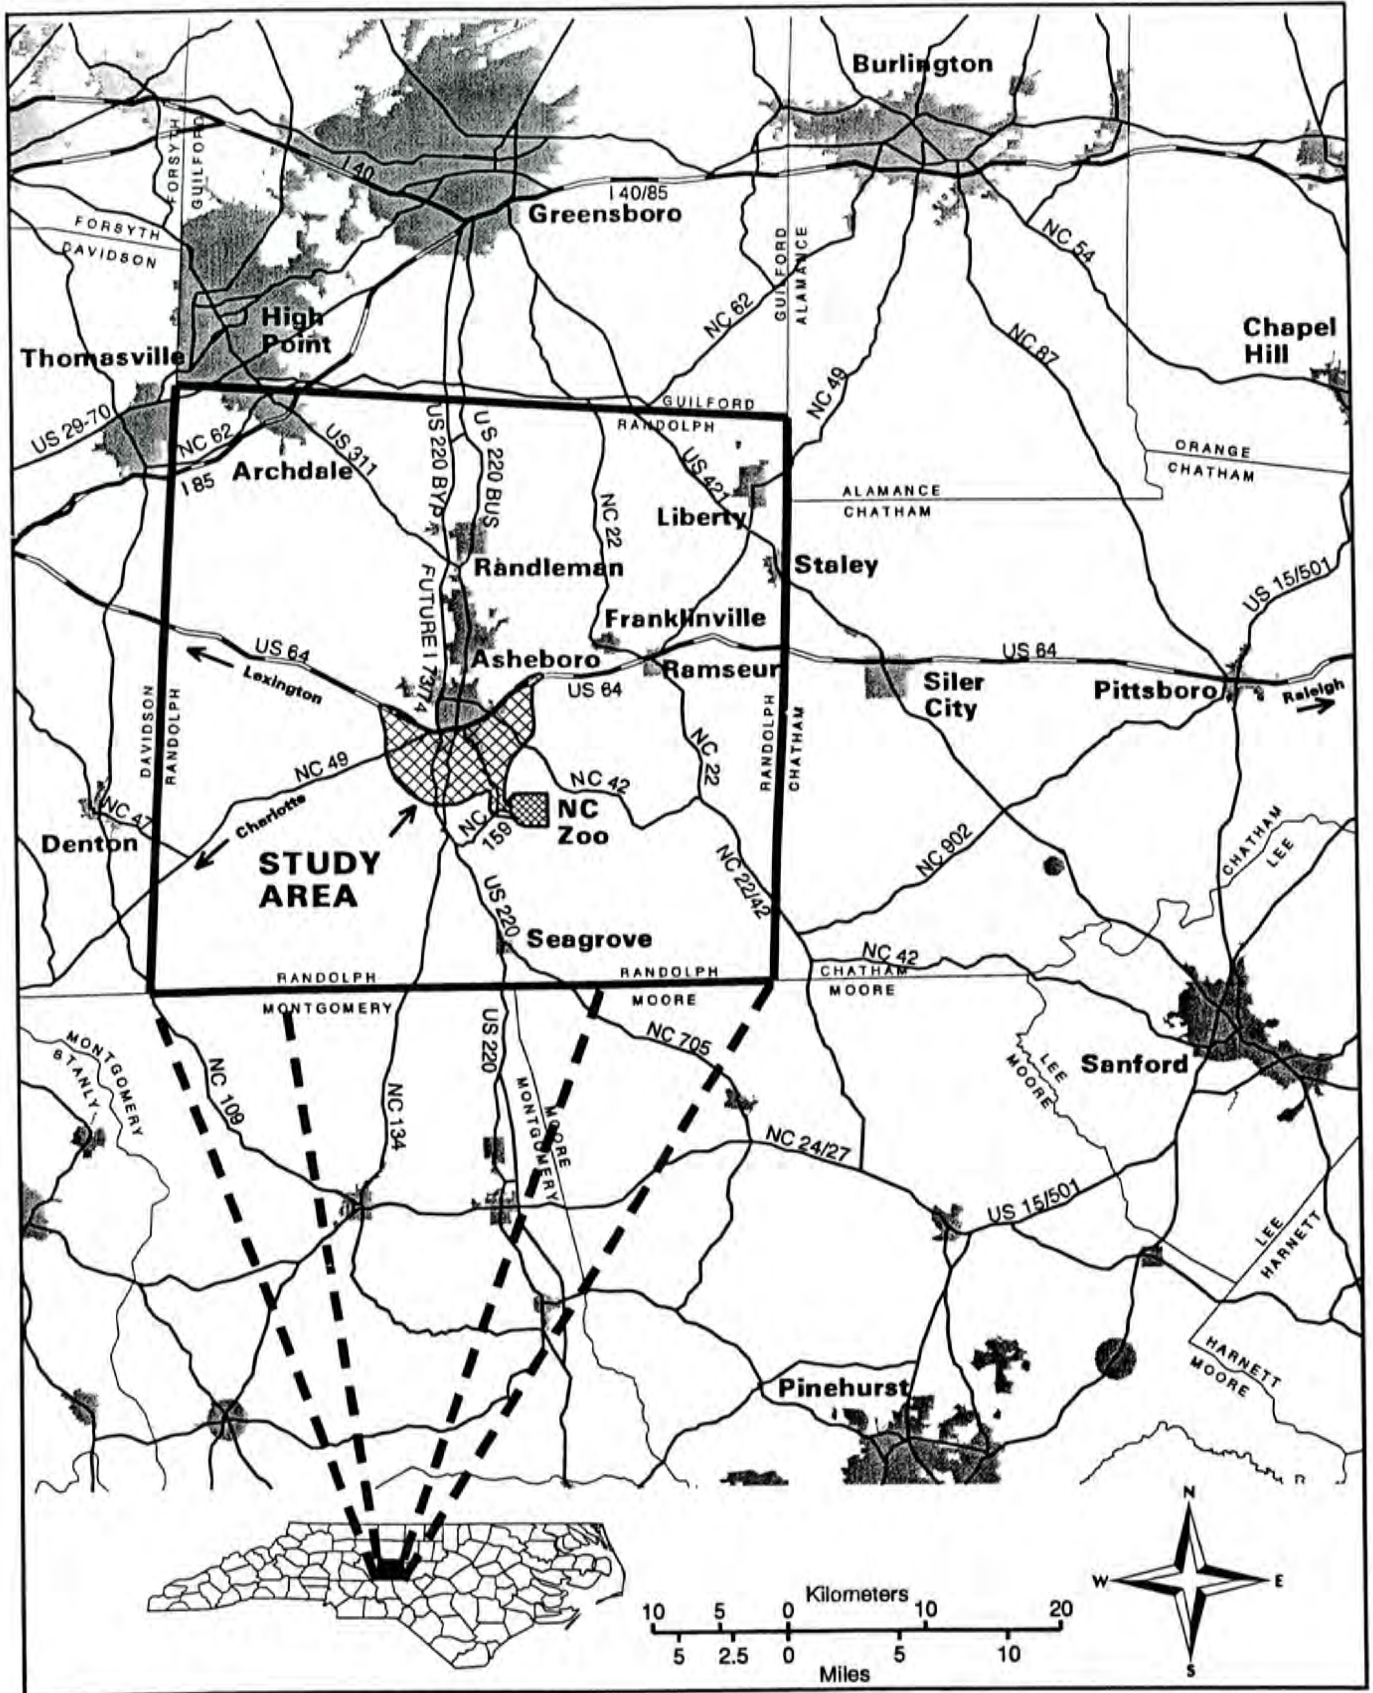 Burlington
FORSYTH
GUILFORD
I 40
I 40/85
Greensboro
FORSYTH
DAVIDSON
GUILFORD
ALAMANCE
NC 54
NC 62
High
Point
Thomasville
NC 87
Chapel
Hill
NC 49
GUILFORD
RANDOLPH
US 29-70
NC 62
I 85
Archdale
US 311
US 220 BYP
US 220 BUS
NC 22
US 421
Liberty
ORANGE
CHATHAM
ALAMANCE
CHATHAM
Staley
Randleman
FUTURE I 73/74
US 15/501
Franklinville
US 64
Lexington
Asheboro
US 64
Ramseur
US 64
Siler
City
Pittsboro
Raleigh
DAVIDSON
RANDOLPH
RANDOLPH
CHATHAM
NC 22
NC 49
Charlotte
NC 42
NC
Zoo
NC
159
NC 47
Denton
STUDY
AREA
NC 902
CHATHAM
LEE
NC 22/42
US 220
Seagrove
NC 42
RANDOLPH
MONTGOMERY
RANDOLPH
MOORE
CHATHAM
MOORE
NC 705
US 220
MONTGOMERY
STANLY
NC 109
NC 134
MOORE
MONTGOMERY
LEE
MOORE
Sanford
NC 24/27
US 15/501
LEE
HARNETT
HARNETT
MOORE
Pinehurst
N
W
E
S
Kilometers
10 5 0 10 20
5 2.5 0 5 10
Miles